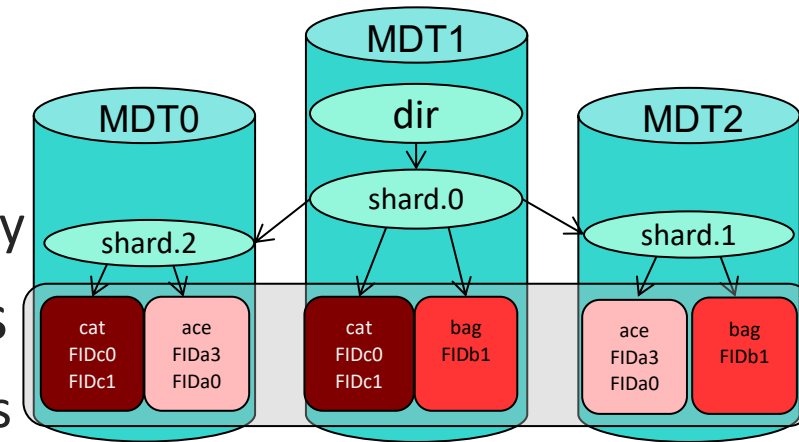 MDT1
MDT0
MDT2
dir
shard.0
shard.2
shard.1
y
s
s
cat
FIDc0
FIDc1
ace
FIDa3
FIDa0
cat
FIDc0
FIDc1
bag
FIDb1
ace
FIDa3
FIDa0
bag
FIDb1